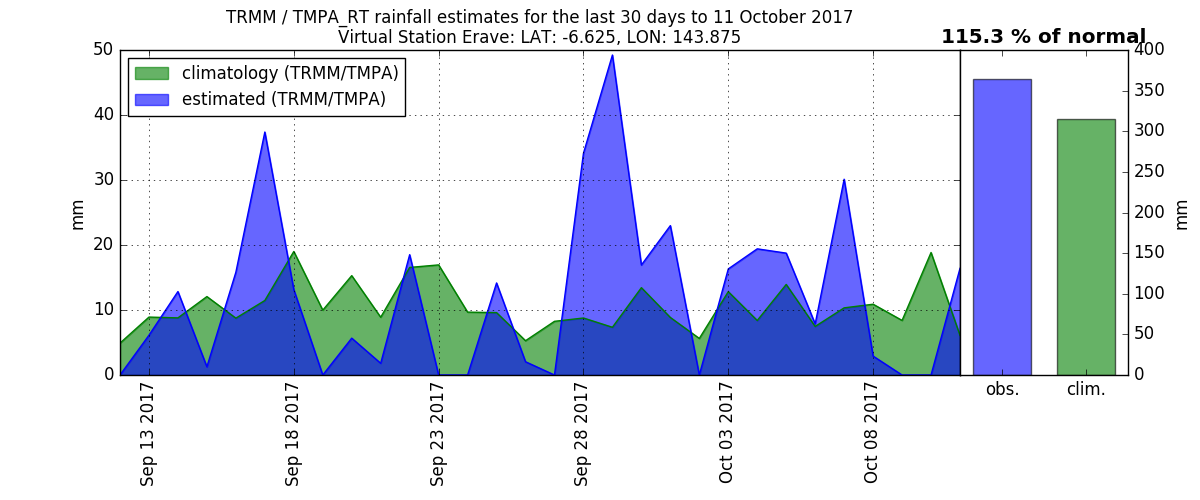 TRMM / TMPA_RT rainfall estimates for the last 30 days to 11 October 2017
Virtual Station Erave: LAT: -6.625, LON: 143.875
115.3 % of normal
climatology (TRMM/TMPA)
estimated (TRMM/TMPA)
50
40
30
20
10
0
mm
Sep 13 2017
Sep 18 2017
Sep 23 2017
Sep 28 2017
Oct 03 2017
Oct 08 2017
400
350
300
250
200
150
100
50
0
mm
obs.
clim.